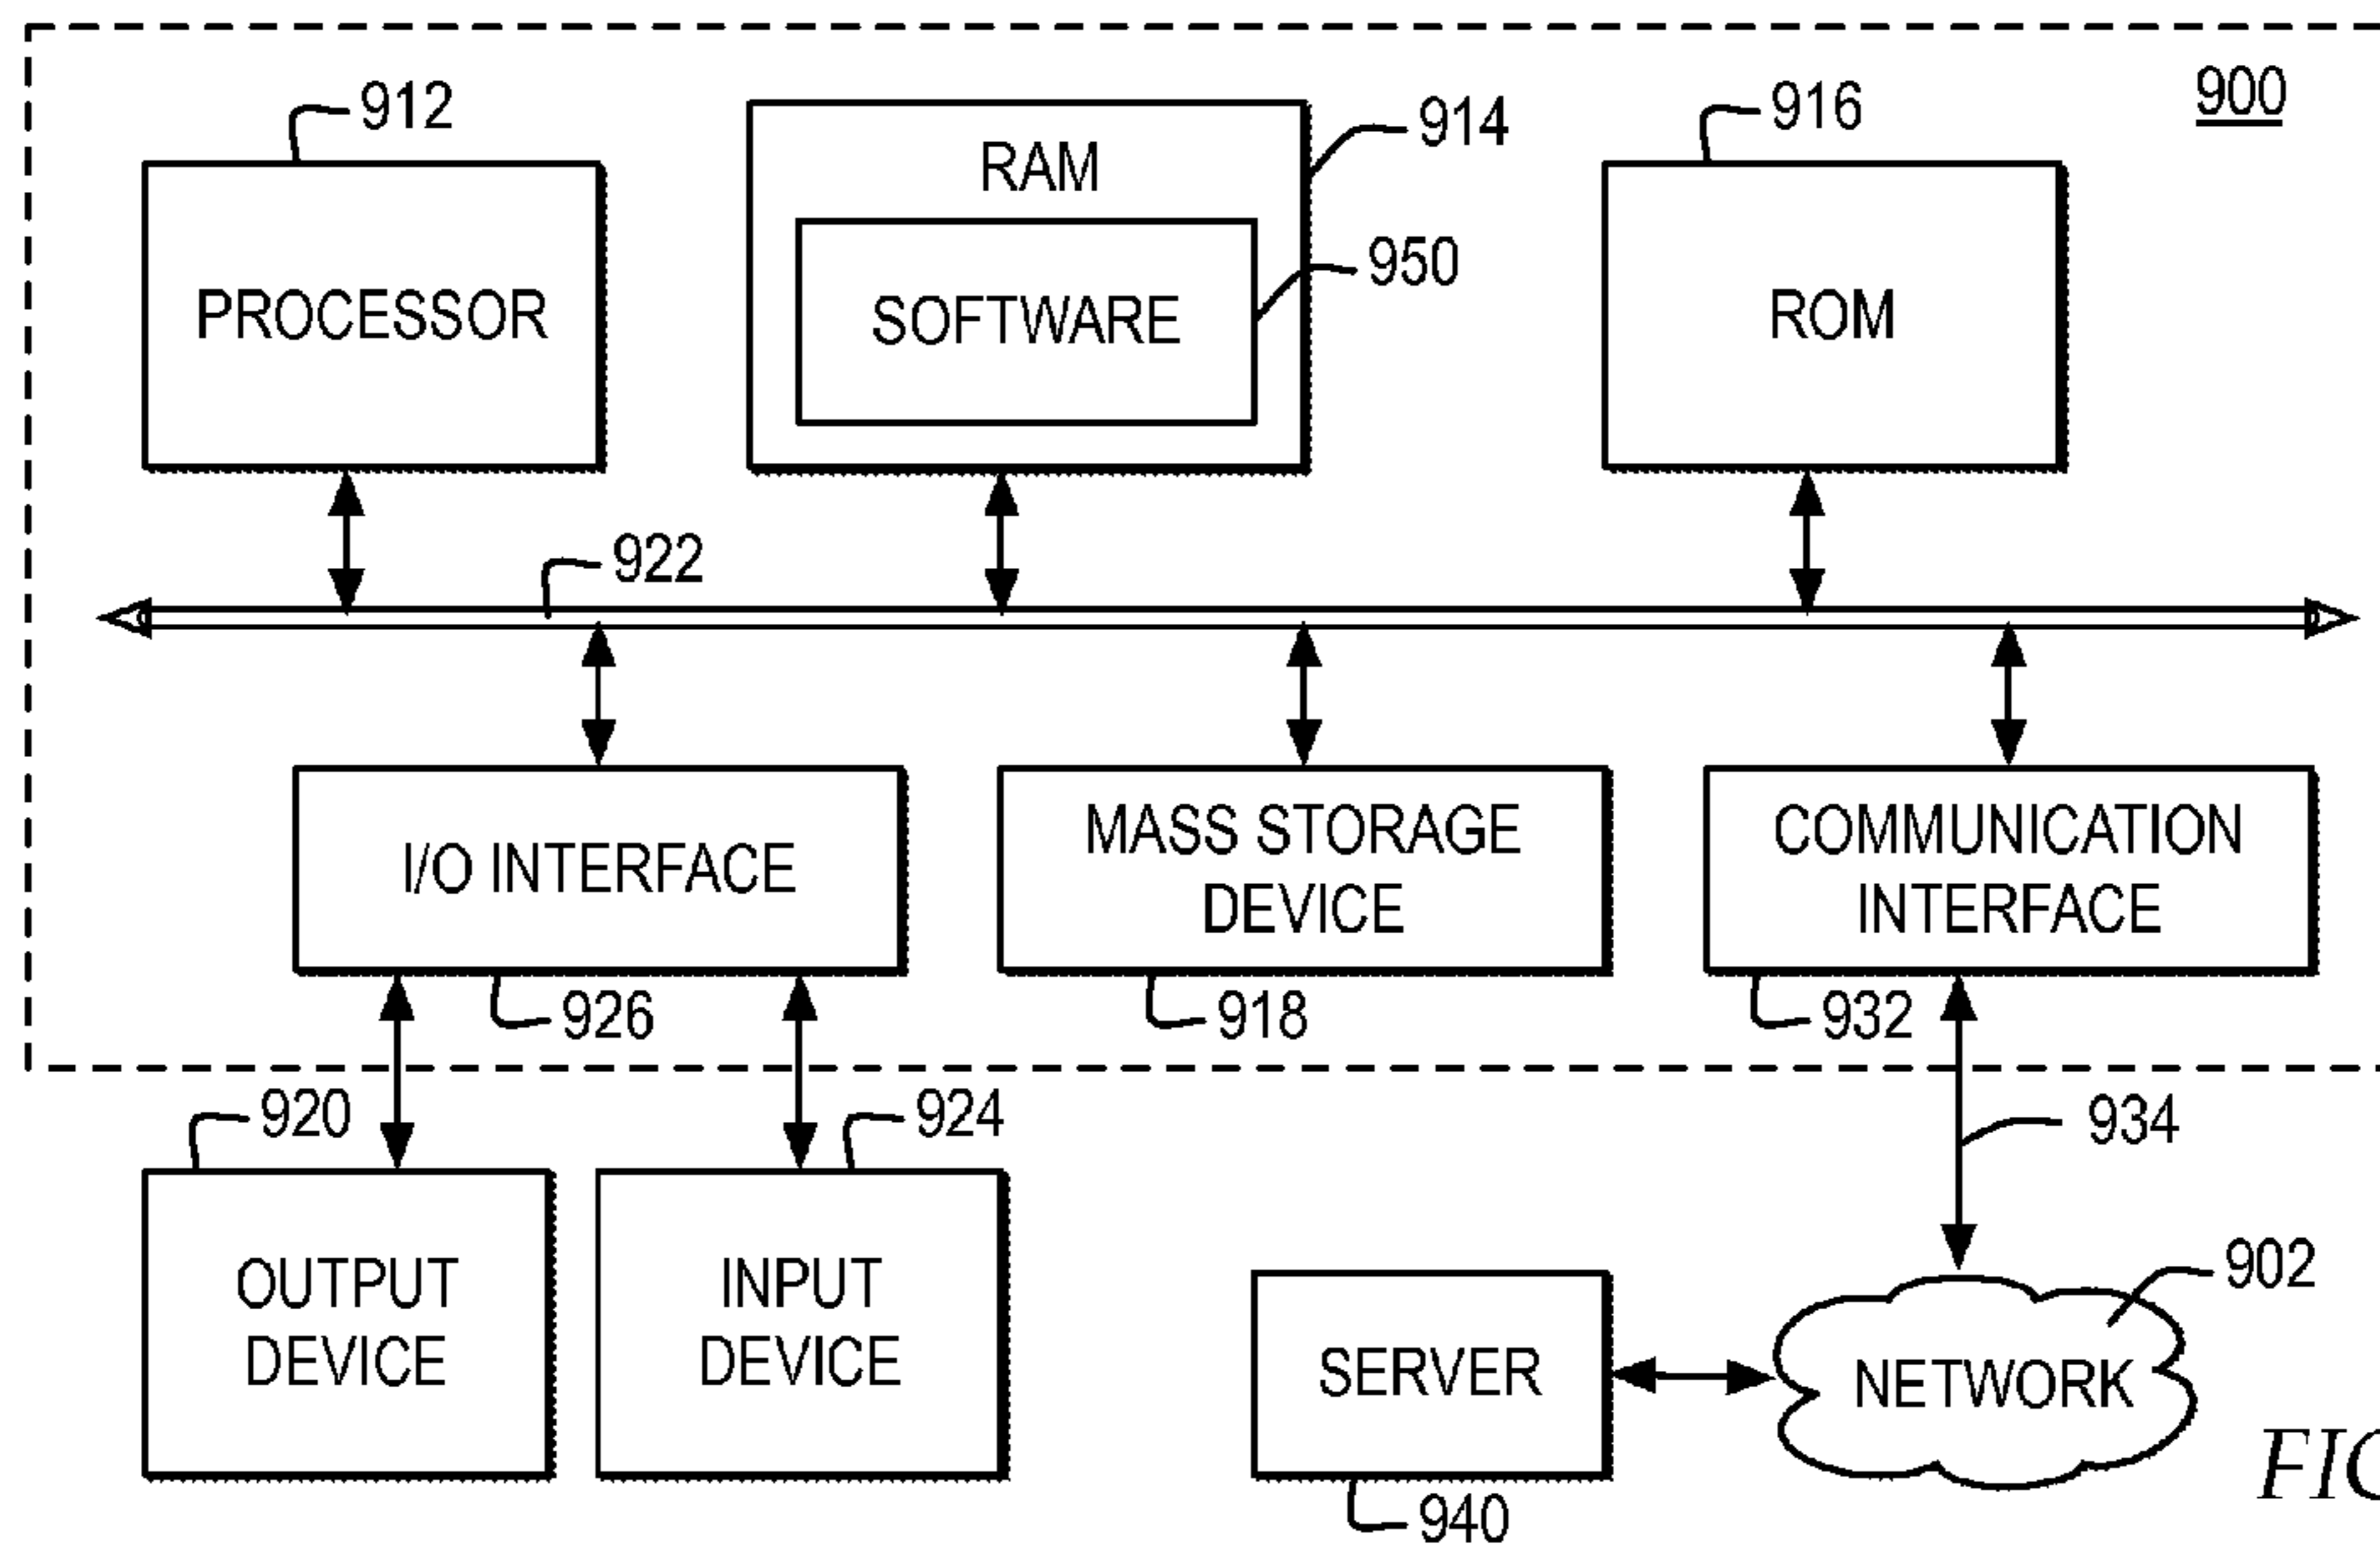 900
912
914
916
RAM
950
PROCESSOR
SOFTWARE
ROM
922
I/O INTERFACE
MASS STORAGE
DEVICE
COMMUNICATION
INTERFACE
926
918
932
920
924
934
OUTPUT
DEVICE
INPUT
DEVICE
SERVER
NETWORK
902
940
FIG